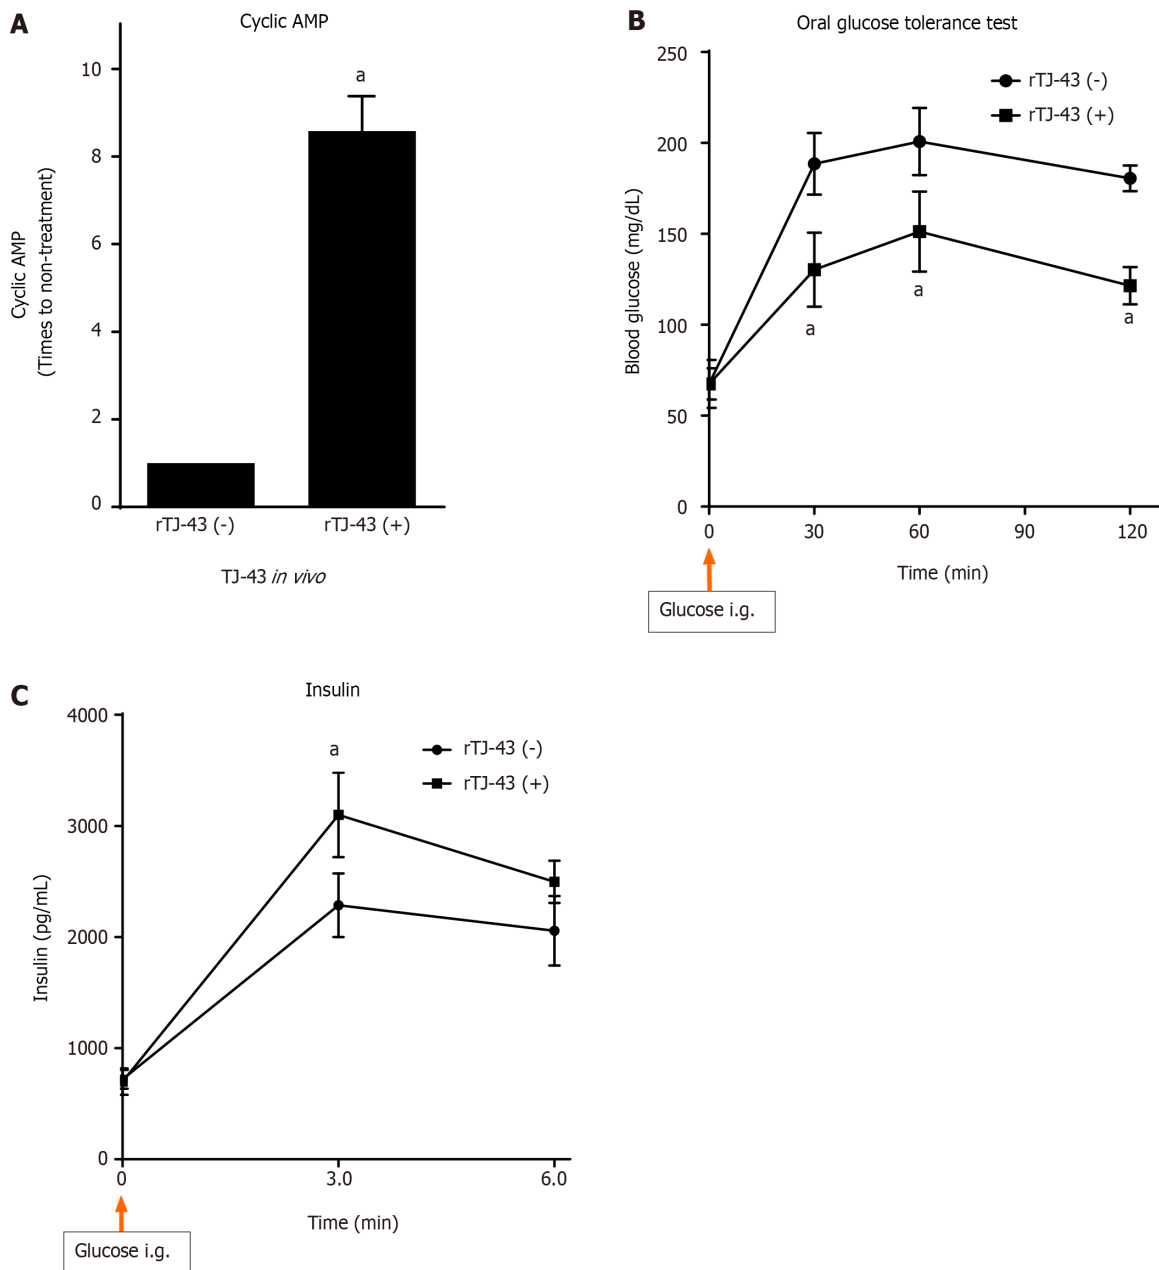 A
Cyclic AMP
10
8
6
4
2
0
Cyclic AMP
(Times to non-treatment)
a
rTJ-43 (-)
rTJ-43 (+)
TJ-43 in vivo
B
Oral glucose tolerance test
250
200
150
100
50
0
Blood glucose (mg/dL)
rTJ-43 (-)
rTJ-43 (+)
a
a
a
0
30
60
90
120
Time (min)
Glucose i.g.
C
Insulin
4000
3000
2000
1000
0
Insulin (pg/mL)
a
rTJ-43 (-)
rTJ-43 (+)
0
3.0
6.0
Time (min)
Glucose i.g.